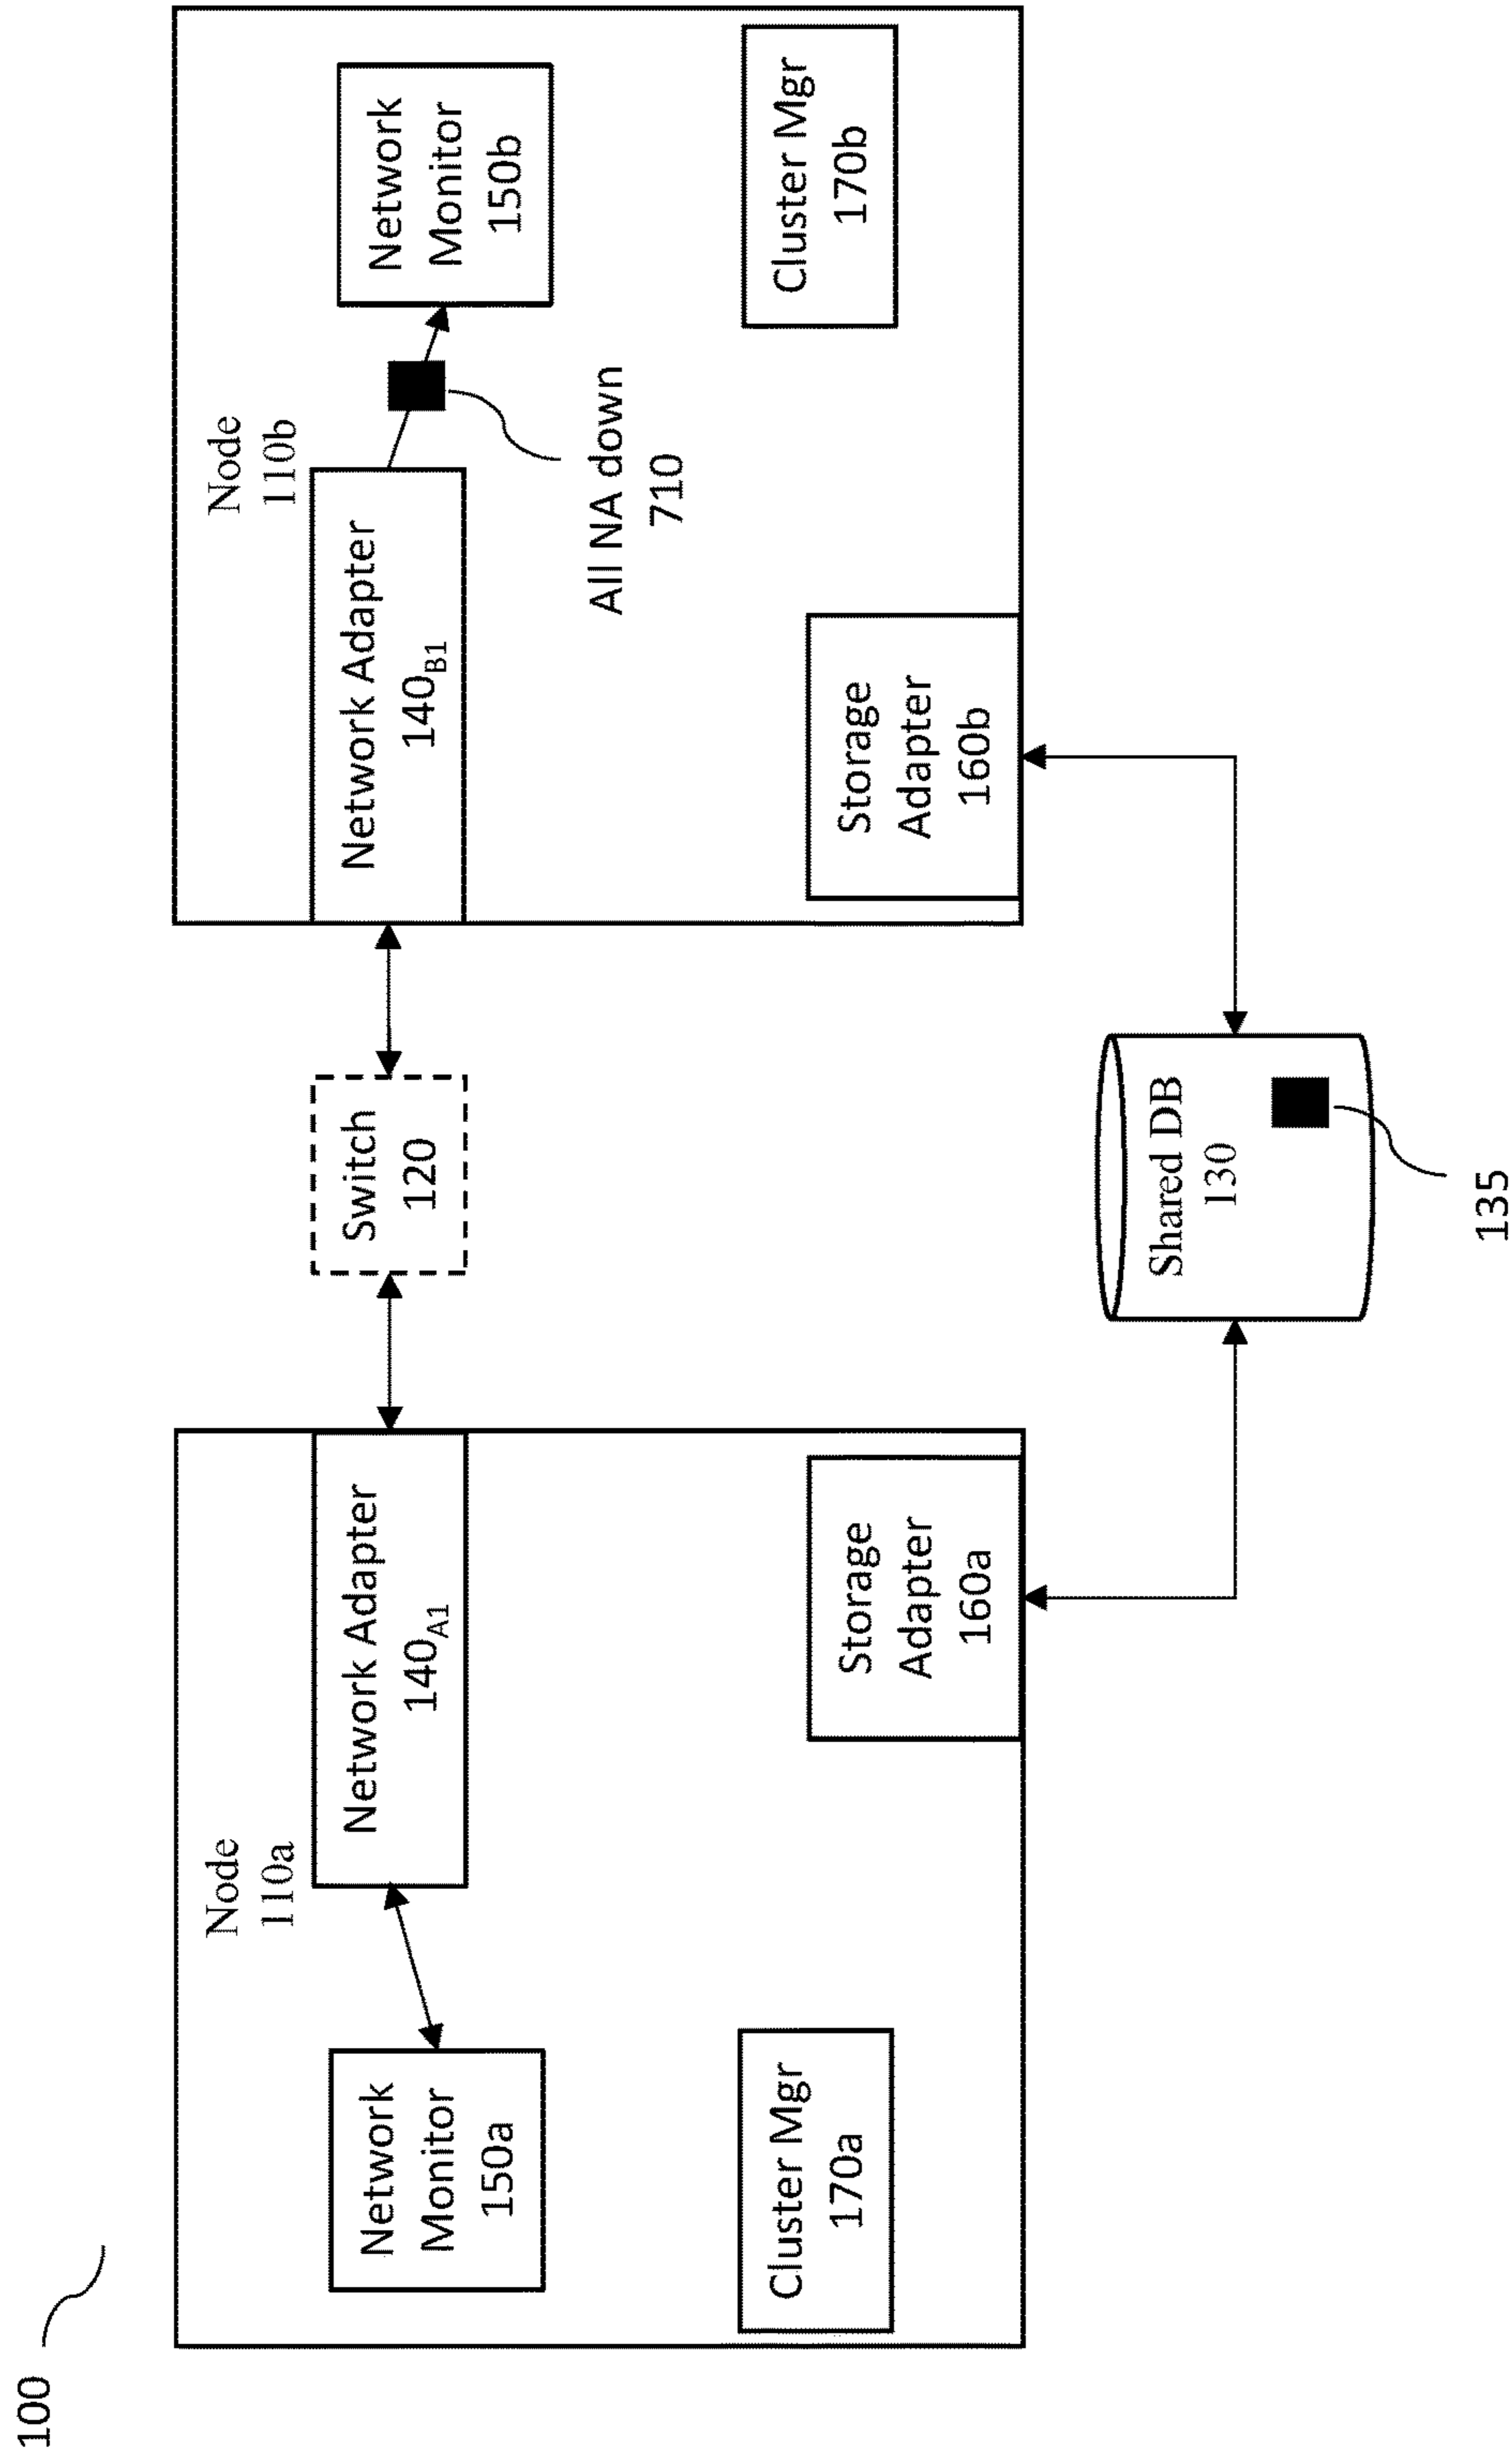 100
Node
110a
Network
Monitor
150a
Network Adapter
140A1
Cluster Mgr
170a
Storage
Adapter
160a
Switch
120
Shared DB
130
135
Node
110b
Network Adapter
140B1
Network
Monitor
150b
All NA down
710
Storage
Adapter
160b
Cluster Mgr
170b